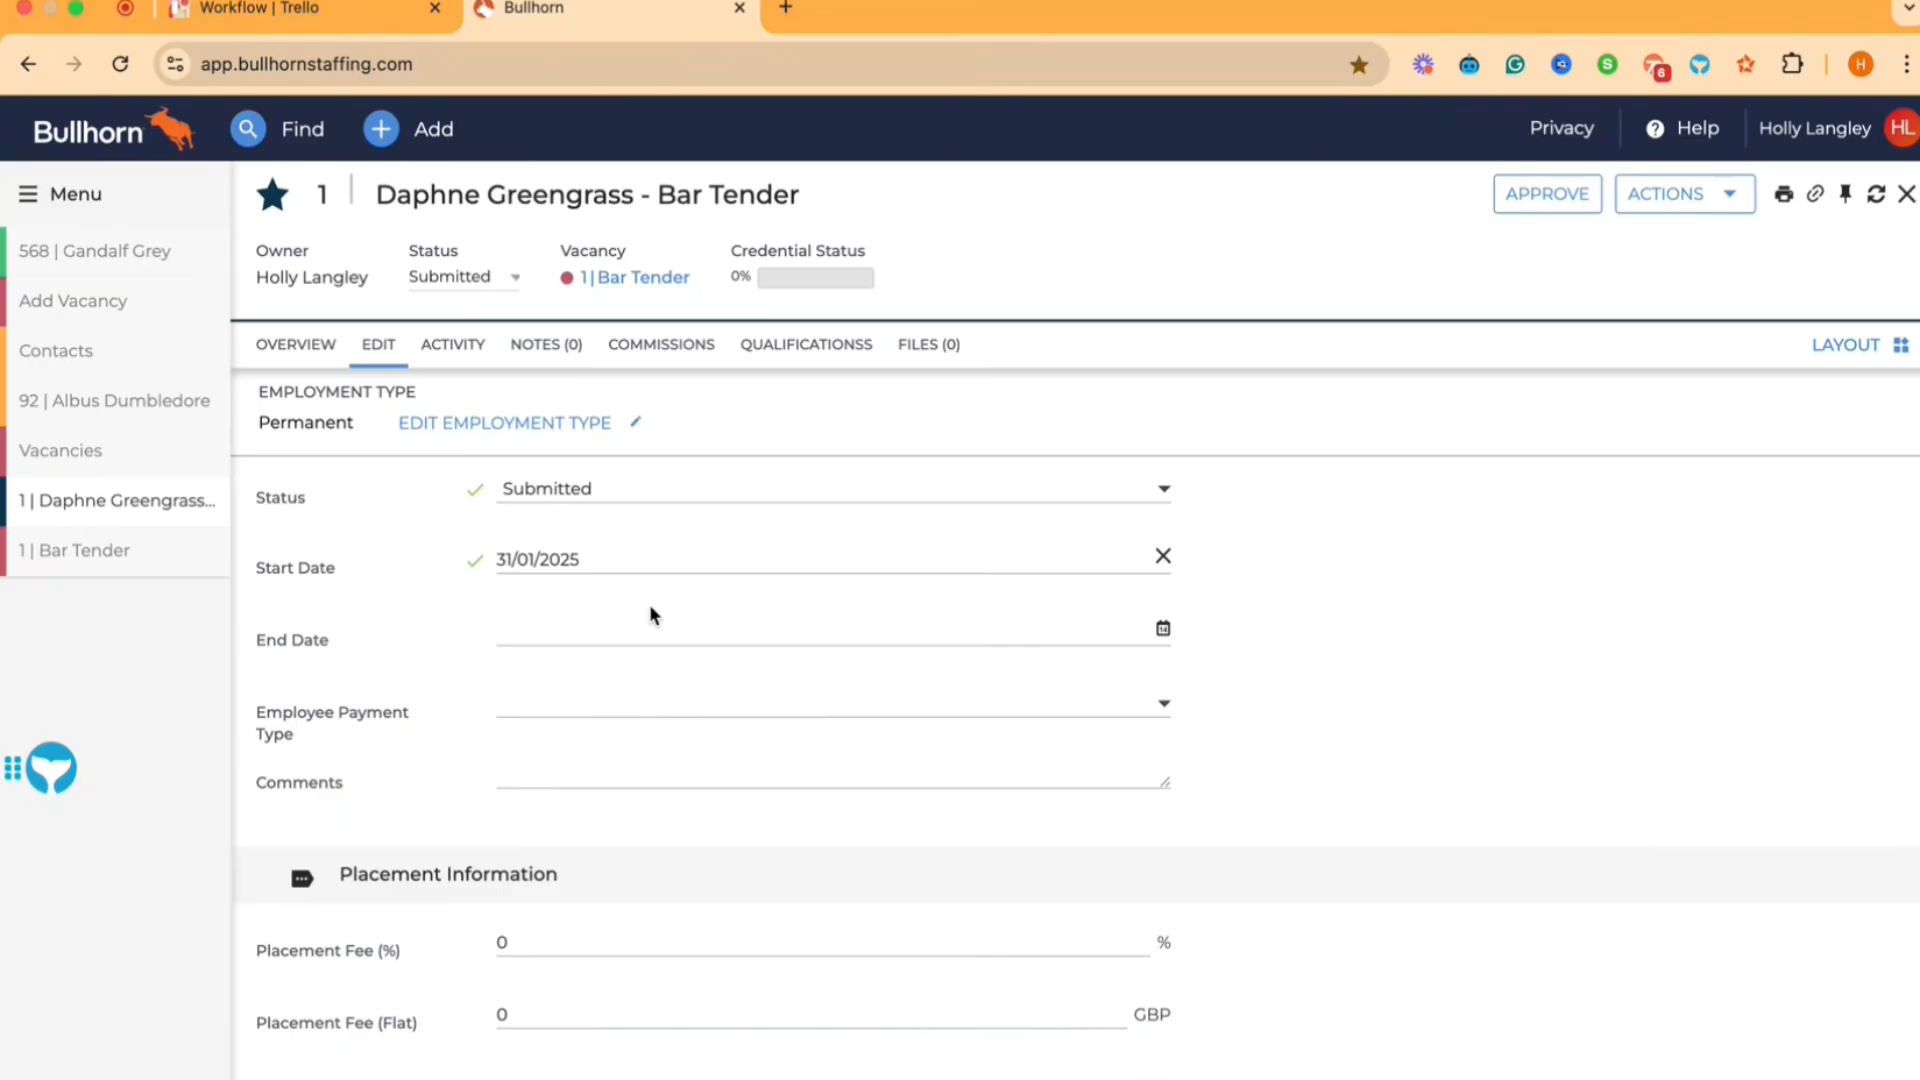 Workflow | Trello
Bullhorn
app.bullhornstaffing.com
S
6
H
Bullhorn
Find
Add
Privacy
Help
Holly Langley
HL
Menu
1
Daphne Greengrass - Bar Tender
APPROVE
ACTIONS
568 | Gandalf Grey
Add Vacancy
Contacts
92 | Albus Dumbledore
Vacancies
1 | Daphne Greengrass...
1 | Bar Tender
Owner
Holly Langley
Status
Submitted
Vacancy
1 | Bar Tender
Credential Status
0%
OVERVIEW
EDIT
ACTIVITY
NOTES (0)
COMMISSIONS
QUALIFICATIONSS
FILES (0)
LAYOUT
EMPLOYMENT TYPE
Permanent
EDIT EMPLOYMENT TYPE
Status
Submitted
Start Date
31/01/2025
End Date
Employee Payment
Type
Comments
Placement Information
Placement Fee (%)
0
%
Placement Fee (Flat)
0
GBP